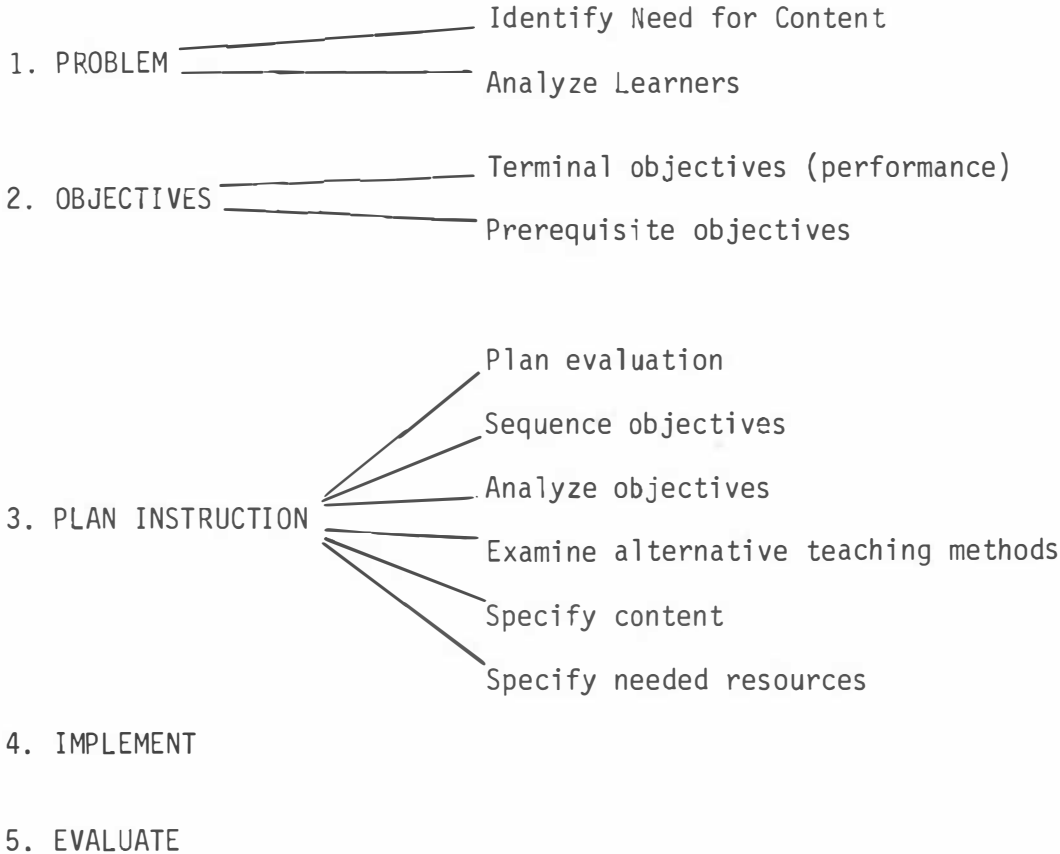 Identify Need for Content
1. PROBLEM
Analyze Learners
Terminal objectives (performance)
2. OBJECTIVES
Prerequisite objectives
Plan evaluation
Sequence objectives
Analyze objectives
3. PLAN INSTRUCTION
Examine alternative teaching methods
Specify content
Specify needed resources
4. IMPLEMENT
5. EVALUATE